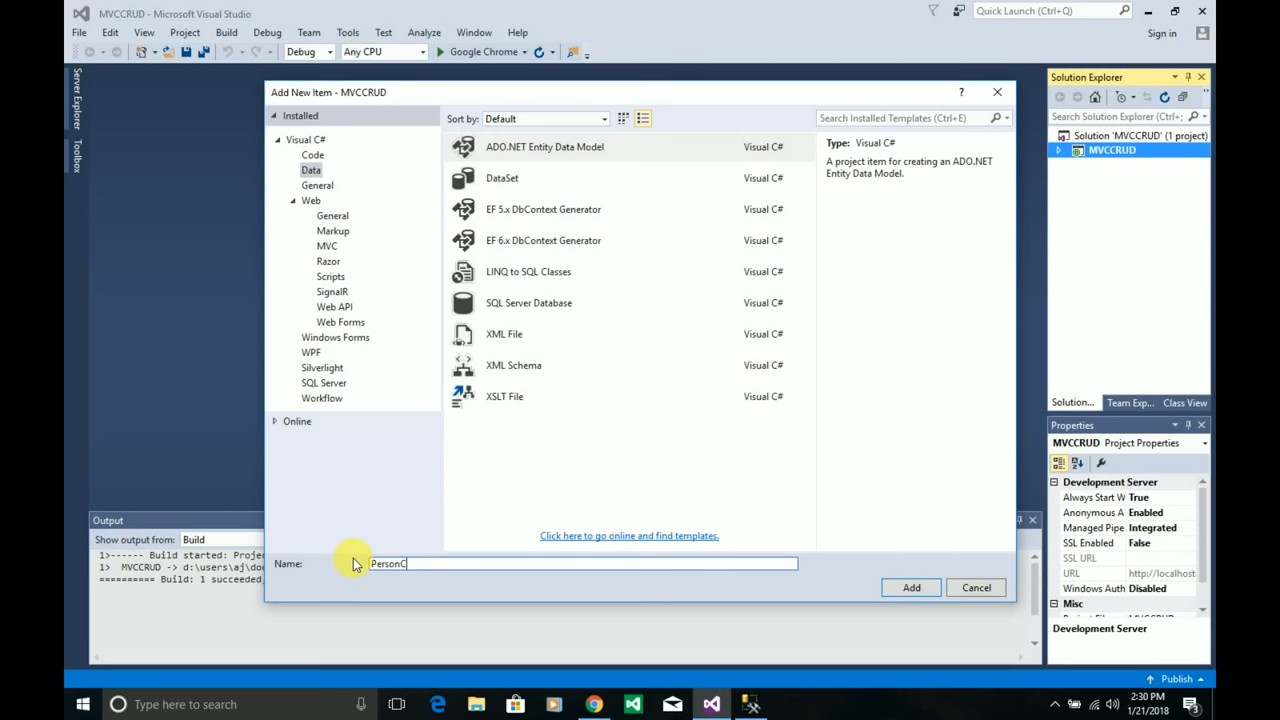 MVCCRUD - Microsoft Visual Studio
Quick Launch (Ctrl+Q)
File Edit View Project Build Debug Team Tools Test Analyze Window Help
Sign in
Debug Any CPU Google Chrome
Server Explorer
Toolbox
Add New Item - MVCCRUD
?
Installed
Sort by: Default
Search Installed Templates (Ctrl+E)
Visual C#
Code
Data
General
Web
General
Markup
MVC
Razor
Scripts
SignalR
Web API
Web Forms
Windows Forms
WPF
Silverlight
SQL Server
Workflow
Online
ADO.NET Entity Data Model Visual C#
DataSet Visual C#
EF 5.x DbContext Generator Visual C#
EF 6.x DbContext Generator Visual C#
LINQ to SQL Classes Visual C#
SQL Server Database Visual C#
XML File Visual C#
XML Schema Visual C#
XSLT File Visual C#
Type: Visual C#
A project item for creating an ADO.NET
Entity Data Model.
Click here to go online and find templates.
Name: PersonC
Add Cancel
Solution Explorer
Search Solution Explorer (Ctrl+;
Solution 'MVCCRUD' (1 project)
MVCCRUD
Solution... Team Exp... Class View
Properties
MVCCRUD Project Properties
Development Server
Always Start W True
Anonymous A Enabled
Managed Pipe Integrated
SSL Enabled False
SSL URL
URL http://localhost
Windows Auth Disabled
Misc
Development Server
Output
Show output from: Build
1>------ Build started: Projec
1> MVCCRUD -> d:\users\aj\doc
========== Build: 1 succeeded,
Publish
Type here to search
2:30 PM
1/21/2018
3